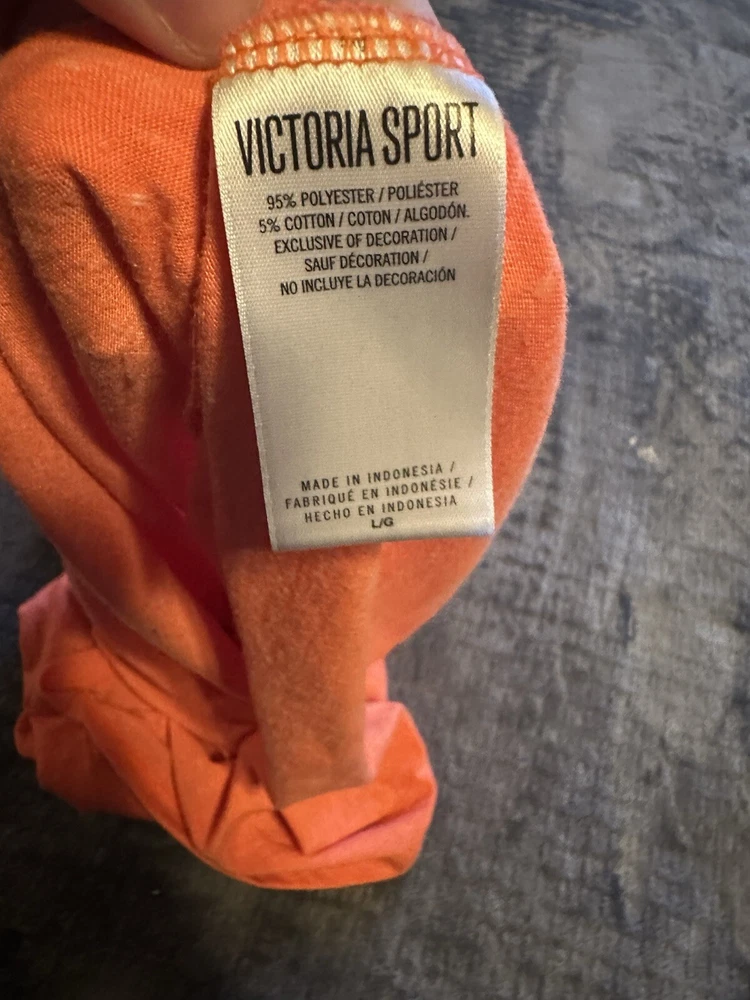 VICTORIA SPORT
95% POLYESTER / POLIÉSTER
5% COTTON / COTON / ALGODÓN.
EXCLUSIVE OF DECORATION /
SAUF DÉCORATION /
NO INCLUYE LA DECORACIÓN
MADE IN INDONESIA /
FABRIQUÉ EN INDONÉSIE /
HECHO EN INDONESIA
L/G